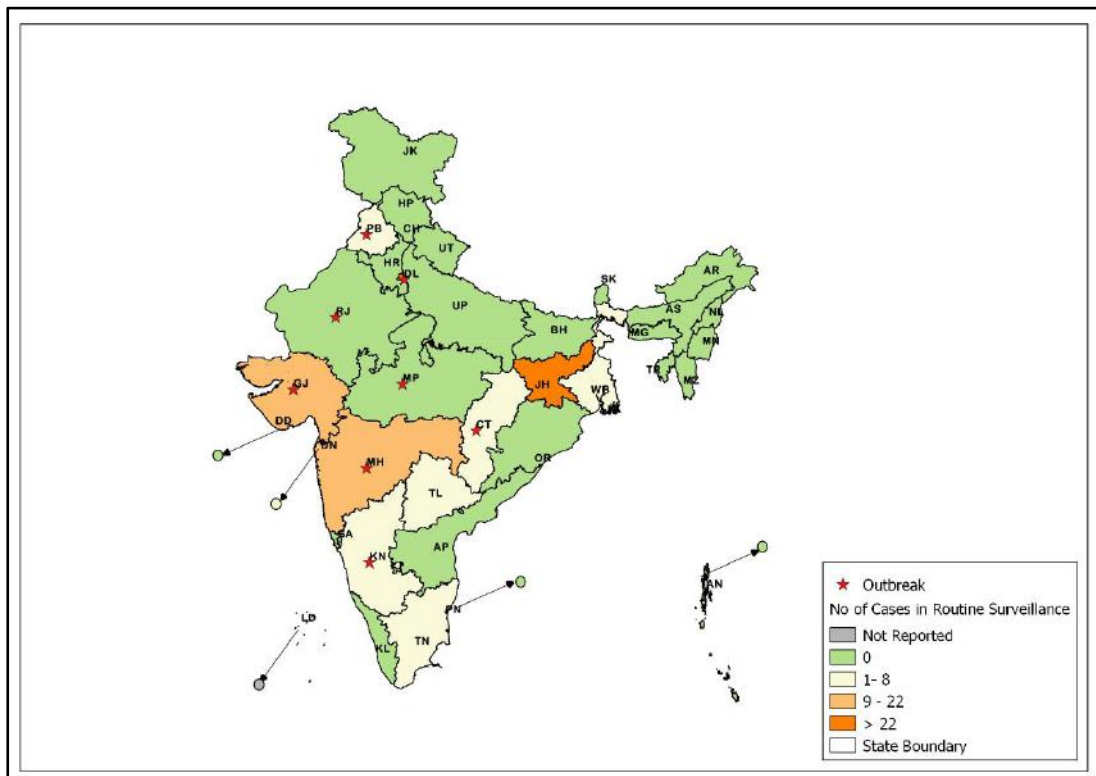 JK
HP
PB
CH
UT
HR
DL
AR
SK
RJ
UP
AS
NL
BH
MG
MN
TR
MZ
GJ
MP
JH
WB
DD
CT
DN
OR
MH
TL
GA
AP
KN
AN
PN
LD
TN
KL
Outbreak
No of Cases in Routine Surveillance
Not Reported
0
1- 8
9 - 22
> 22
State Boundary